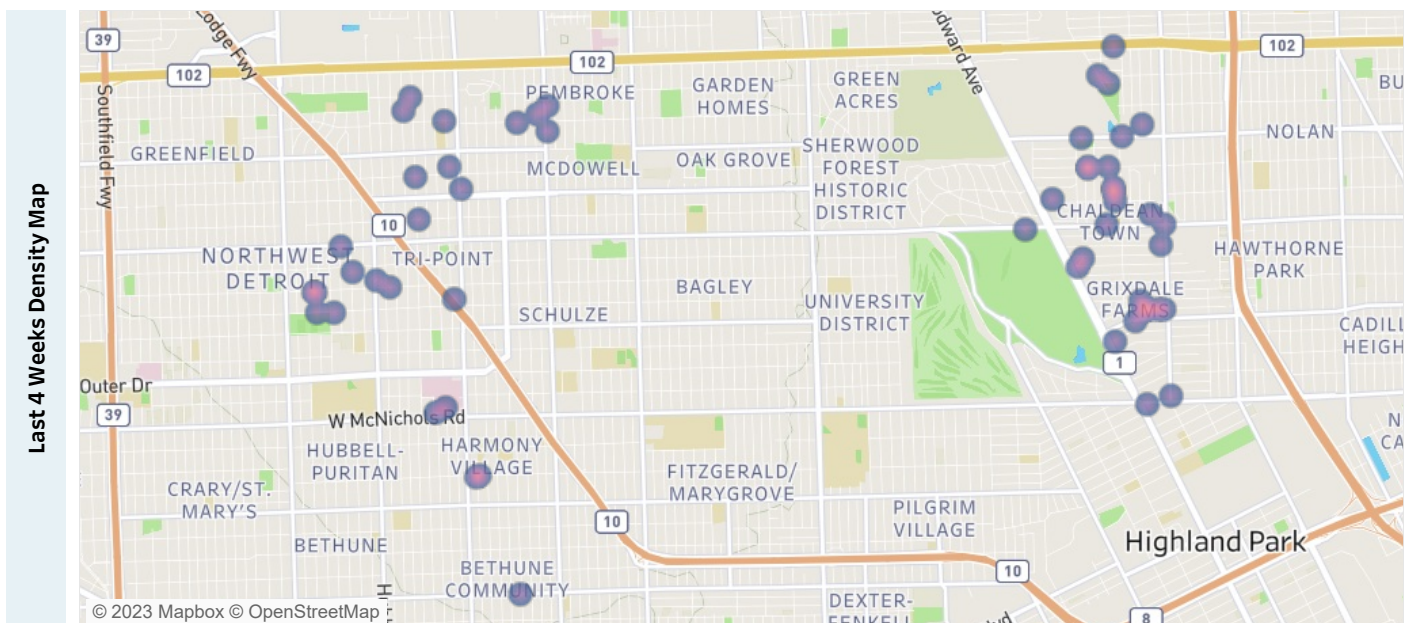 Last 4 Weeks Density Map
39
Lodge Fwy
102
102
102
Woodward Ave
Southfield Fwy
PEMBROKE
GARDEN
HOMES
GREEN
ACRES
BU
GREENFIELD
MCDOWELL
OAK GROVE
SHERWOOD
FOREST
HISTORIC
DISTRICT
NOLAN
10
CHALDEAN
TOWN
NORTHWEST
DETROIT
TRI-POINT
HAWTHORNE
PARK
BAGLEY
UNIVERSITY
DISTRICT
GRIXDALE
FARMS
SCHULZE
CADILL
HEIGH
1
Outer Dr
39
W McNichols Rd
HUBBELL-
PURITAN
HARMONY
VILLAGE
N
CA
CRARY/ST.
MARY'S
FITZGERALD/
MARYGROVE
PILGRIM
VILLAGE
10
BETHUNE
Highland Park
BETHUNE
COMMUNITY
10
DEXTER-
FENKELL
8
© 2023 Mapbox © OpenStreetMap